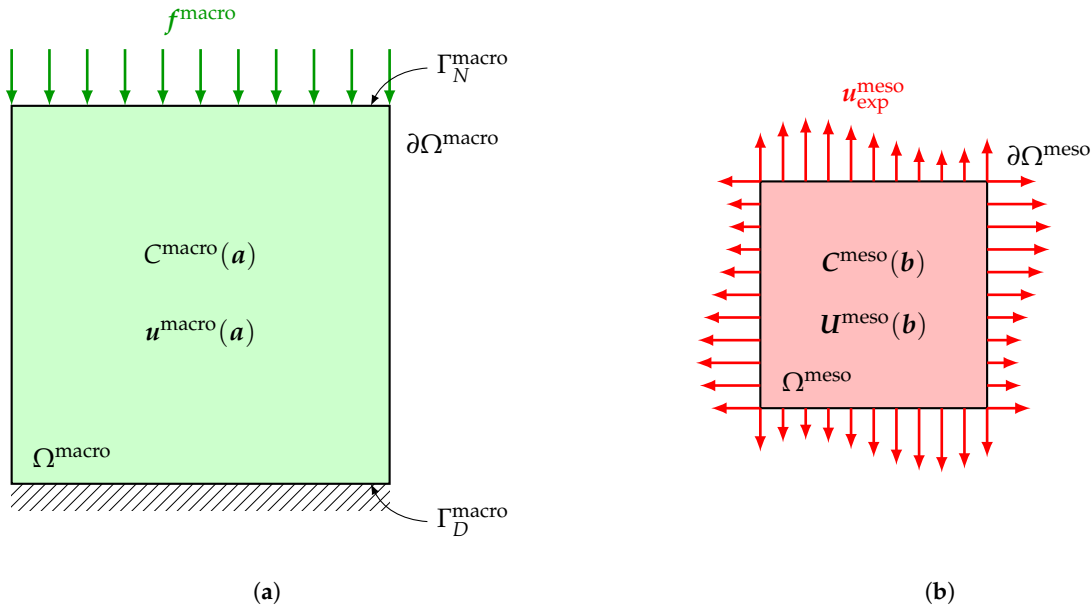 f^macro
Γ_N^macro
∂Ω^macro
C^macro(a)
u^macro(a)
Ω^macro
Γ_D^macro
(a)
u_exp^meso
∂Ω^meso
C^meso(b)
U^meso(b)
Ω^meso
(b)